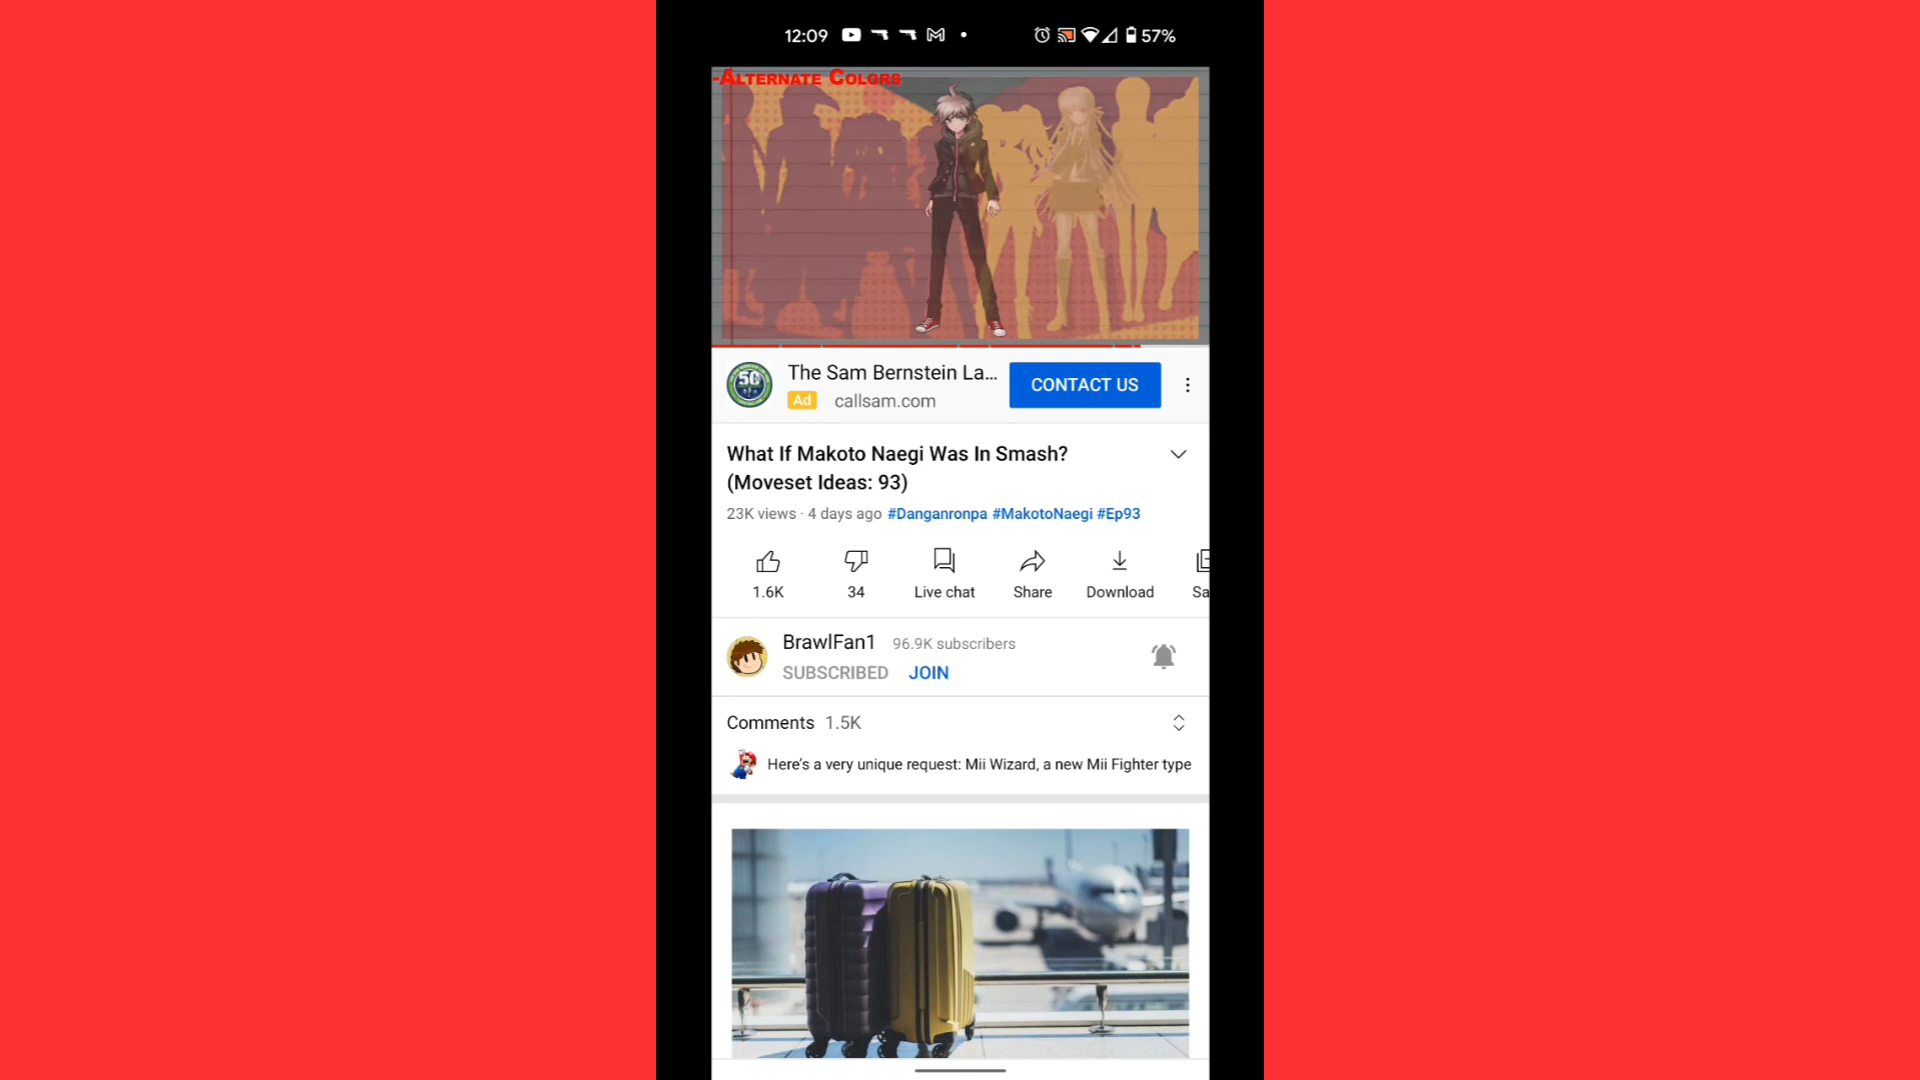 12:09
57%
-Alternate Colors
50
The Sam Bernstein La...
CONTACT US
Ad callsam.com
What If Makoto Naegi Was In Smash?
(Moveset Ideas: 93)
23K views · 4 days ago #Danganronpa #MakotoNaegi #Ep93
1.6K
34
Live chat
Share
Download
Sa
BrawlFan1 96.9K subscribers
SUBSCRIBED JOIN
Comments 1.5K
Here's a very unique request: Mii Wizard, a new Mii Fighter type